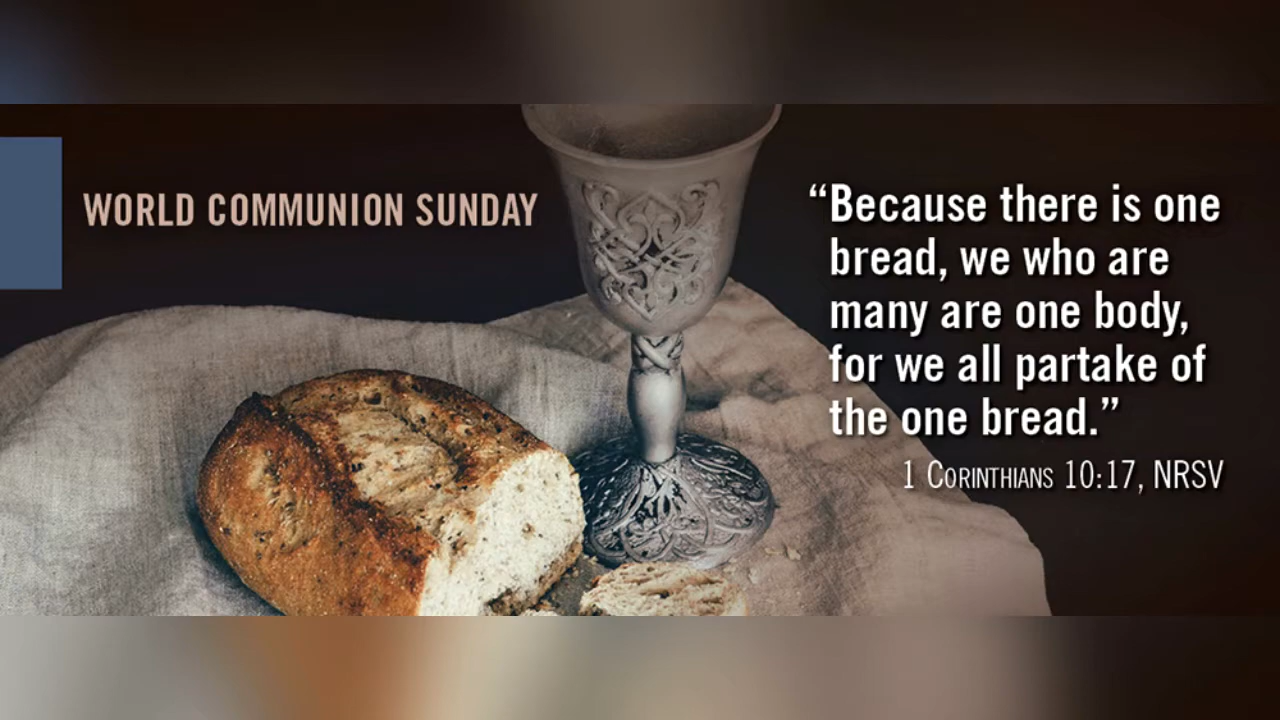 WORLD COMMUNION SUNDAY
“Because there is one
bread, we who are
many are one body,
for we all partake of
the one bread.”
1 CORINTHIANS 10:17, NRSV